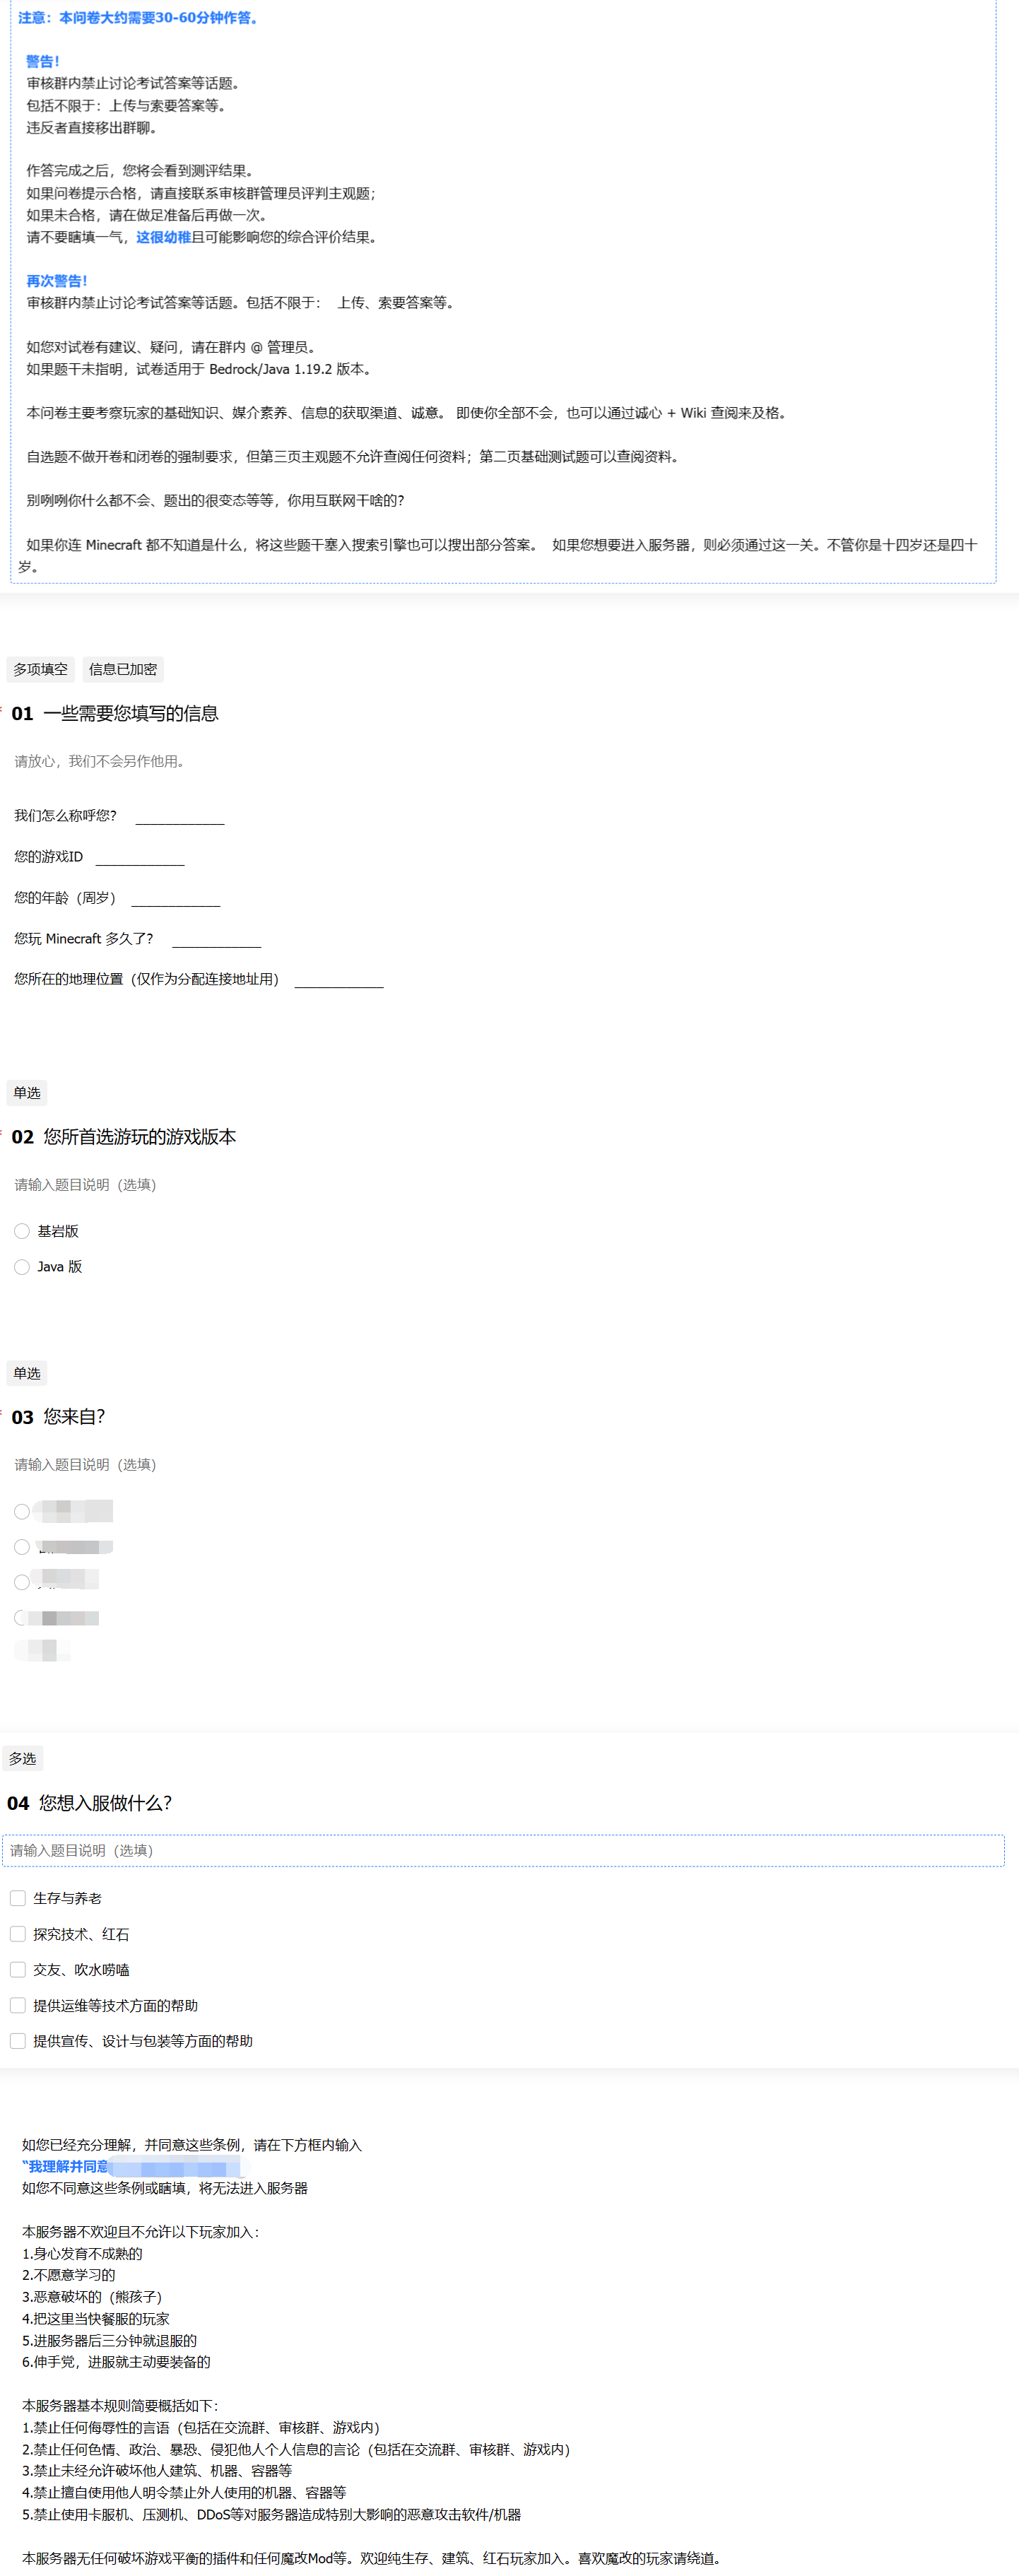 注意：本问卷大约需要30-60分钟作答。
警告！
审核群内禁止讨论考试答案等话题。
包括不限于：上传与索要答案等。
违反者直接移出群聊。
作答完成之后，您将会看到测评结果。
如果问卷提示合格，请直接联系审核群管理员评判主观题；
如果未合格，请在做足准备后再做一次。
请不要瞎填一气，这很幼稚且可能影响您的综合评价结果。
再次警告！
审核群内禁止讨论考试答案等话题。包括不限于： 上传、索要答案等。
如您对试卷有建议、疑问，请在群内 @ 管理员。
如果题干未指明，试卷适用于 Bedrock/Java 1.19.2 版本。
本问卷主要考察玩家的基础知识、媒介素养、信息的获取渠道、诚意。 即使你全部不会，也可以通过诚心 + Wiki 查阅来及格。
自选题不做开卷和闭卷的强制要求，但第三页主观题不允许查阅任何资料；第二页基础测试题可以查阅资料。
别咧咧你什么都不会、题出的很变态等等，你用互联网干啥的？
如果你连 Minecraft 都不知道是什么，将这些题干塞入搜索引擎也可以搜出部分答案。 如果您想要进入服务器，则必须通过这一关。不管你是十四岁还是四十
岁。
多项填空 信息已加密
* 01 一些需要您填写的信息
请放心，我们不会另作他用。
我们怎么称呼您？ ____________
您的游戏ID ____________
您的年龄（周岁） ____________
您玩 Minecraft 多久了？ ____________
您所在的地理位置（仅作为分配连接地址用） ____________
单选
* 02 您所首选游玩的游戏版本
请输入题目说明（选填）
基岩版
Java 版
单选
* 03 您来自？
请输入题目说明（选填）
多选
04 您想入服做什么？
请输入题目说明（选填）
生存与养老
探究技术、红石
交友、吹水唠嗑
提供运维等技术方面的帮助
提供宣传、设计与包装等方面的帮助
如您已经充分理解，并同意这些条例，请在下方框内输入
“我理解并同意
如您不同意这些条例或瞎填，将无法进入服务器
本服务器不欢迎且不允许以下玩家加入：
1.身心发育不成熟的
2.不愿意学习的
3.恶意破坏的（熊孩子）
4.把这里当快餐服的玩家
5.进服务器后三分钟就退服的
6.伸手党，进服就主动要装备的
本服务器基本规则简要概括如下：
1.禁止任何侮辱性的言语（包括在交流群、审核群、游戏内）
2.禁止任何色情、政治、暴恐、侵犯他人个人信息的言论（包括在交流群、审核群、游戏内）
3.禁止未经允许破坏他人建筑、机器、容器等
4.禁止擅自使用他人明令禁止外人使用的机器、容器等
5.禁止使用卡服机、压测机、DDoS等对服务器造成特别大影响的恶意攻击软件/机器
本服务器无任何破坏游戏平衡的插件和任何魔改Mod等。欢迎纯生存、建筑、红石玩家加入。喜欢魔改的玩家请绕道。